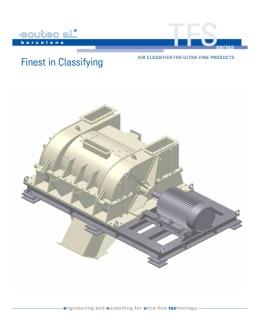 -ecutec s.l.®
barcelona
TFS series
AIR CLASSIFIER FOR ULTRA-FINE PRODUCTS
Finest in Classifying
engineering and consulting for ultra-fine technology